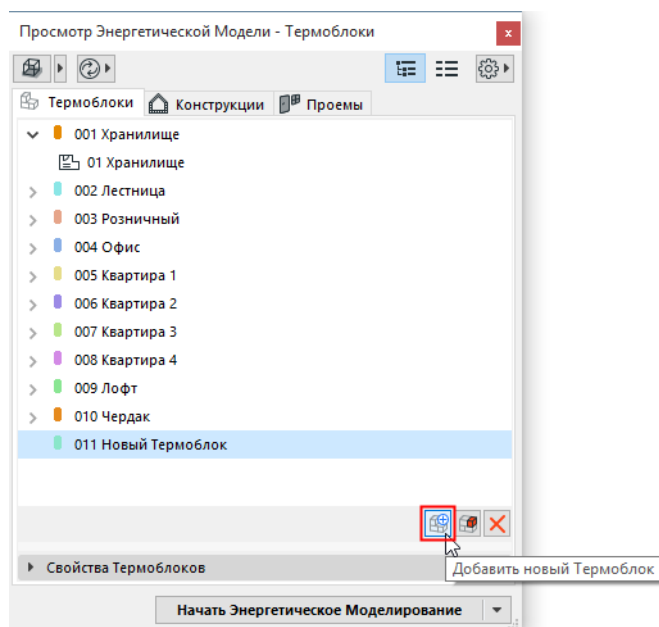 Просмотр Энергетической Модели - Термоблоки
Термоблоки Конструкции Проемы
001 Хранилище
01 Хранилище
002 Лестница
003 Розничный
004 Офис
005 Квартира 1
006 Квартира 2
007 Квартира 3
008 Квартира 4
009 Лофт
010 Чердак
011 Новый Термоблок
Свойства Термоблоков
Добавить новый Термоблок
Начать Энергетическое Моделирование